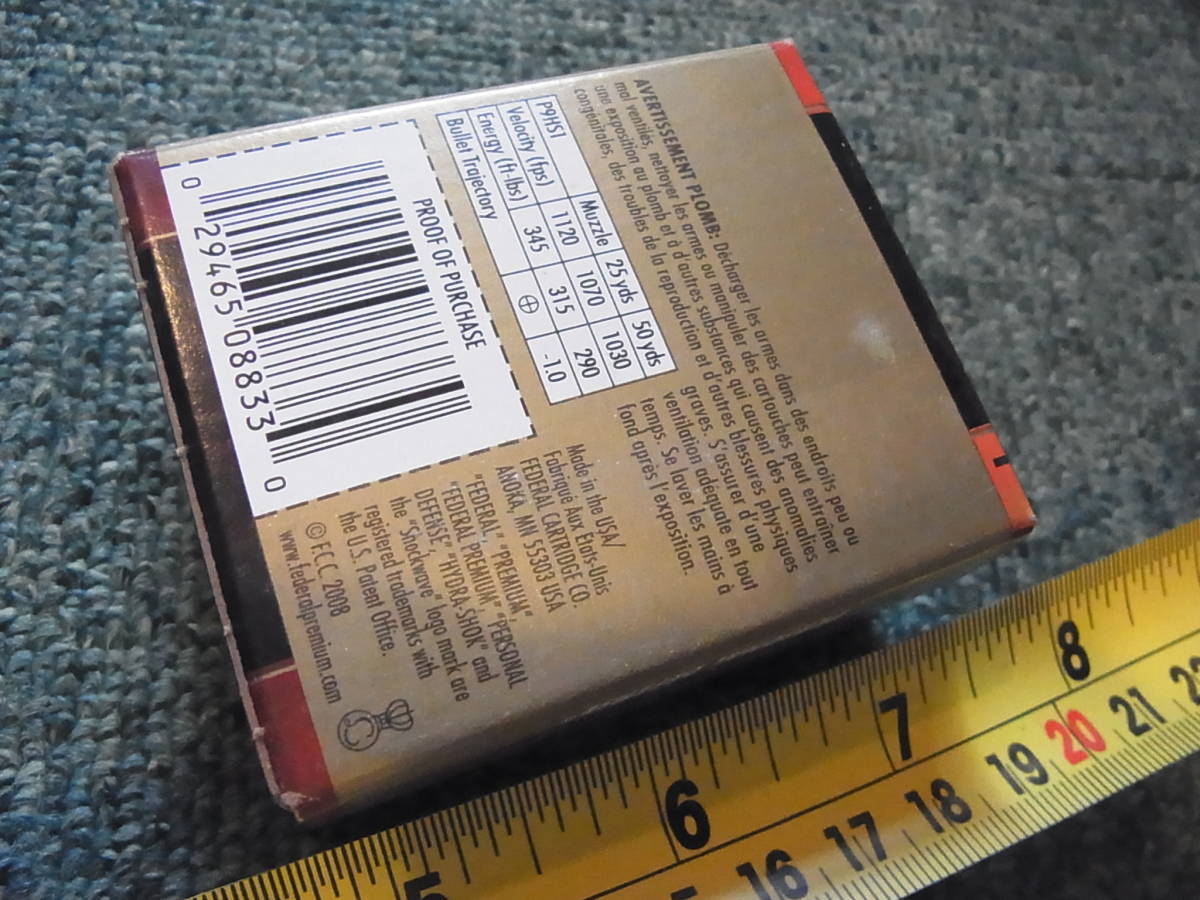 AVERTISSEMENT PLOMB: Décharger les armes dans des endroits peu ou
mal ventilés, nettoyer les armes ou manipuler des cartouches peut entraîner
une exposition au plomb et à d'autres substances qui causent des anomalies
congénitales, des troubles de la reproduction et d'autres blessures physiques
graves. S'assurer d'une
ventilation adéquate en tout
temps. Se laver les mains à
fond après l'exposition.
P9HS1 Muzzle 25 yds 50 yds
Velocity (fps) 1120 1070 1030
Energy (ft-lbs) 345 315 290
Bullet Trajectory ⊕ -1.0
PROOF OF PURCHASE
0 29465 08833 0
Made in the USA/
Fabriqué Aux États-Unis
FEDERAL CARTRIDGE CO.
ANOKA, MN 55303 USA
"FEDERAL," "PREMIUM",
"FEDERAL PREMIUM", "PERSONAL
DEFENSE", "HYDRA-SHOK" and
the "Shockwave" logo mark are
registered trademarks with
the U.S. Patent Office.
©F.C.C. 2008
www.federalpremium.com
5 6 7 8
16 17 18 19 20 21